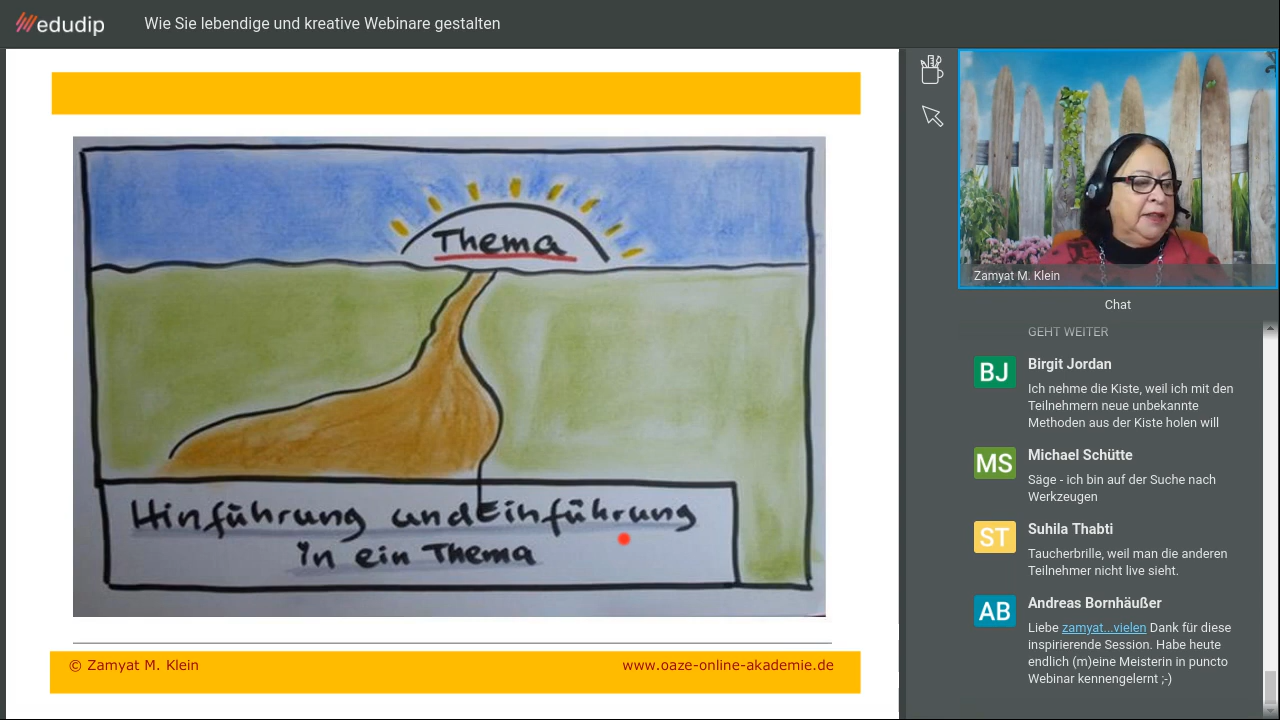 edudip
Wie Sie lebendige und kreative Webinare gestalten
Thema
Hinführung und Einführung
in ein Thema
© Zamyat M. Klein
www.oaze-online-akademie.de
Zamyat M. Klein
Chat
GEHT WEITER
BJ
Birgit Jordan
Ich nehme die Kiste, weil ich mit den
Teilnehmern neue unbekannte
Methoden aus der Kiste holen will
MS
Michael Schütte
Säge - ich bin auf der Suche nach
Werkzeugen
ST
Suhila Thabti
Taucherbrille, weil man die anderen
Teilnehmer nicht live sieht.
AB
Andreas Bornhäußer
Liebe zamyat...vielen Dank für diese
inspirierende Session. Habe heute
endlich (m)eine Meisterin in puncto
Webinar kennengelernt ;-)